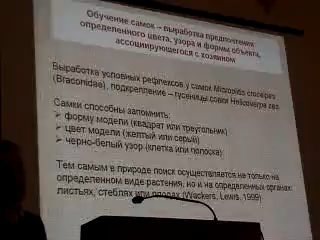 Обучение самок – выработка предпочтения
определенного цвета, узора и формы объекта,
ассоциирующегося с хозяином
Выработка условных рефлексов у самок Microplitis croceipes
(Braconidae), подкрепление – гусеницы совки Helicoverpa zea.
Самки способны запомнить:
➢ форму модели (квадрат или треугольник)
➢ цвет модели (желтый или серый)
➢ черно-белый узор (клетка или полоска)
Тем самым в природе поиск осуществляется не только на
определенном виде растения, но и на определенных органах:
листьях, стеблях или плодах (Wackers, Lewis, 1999)